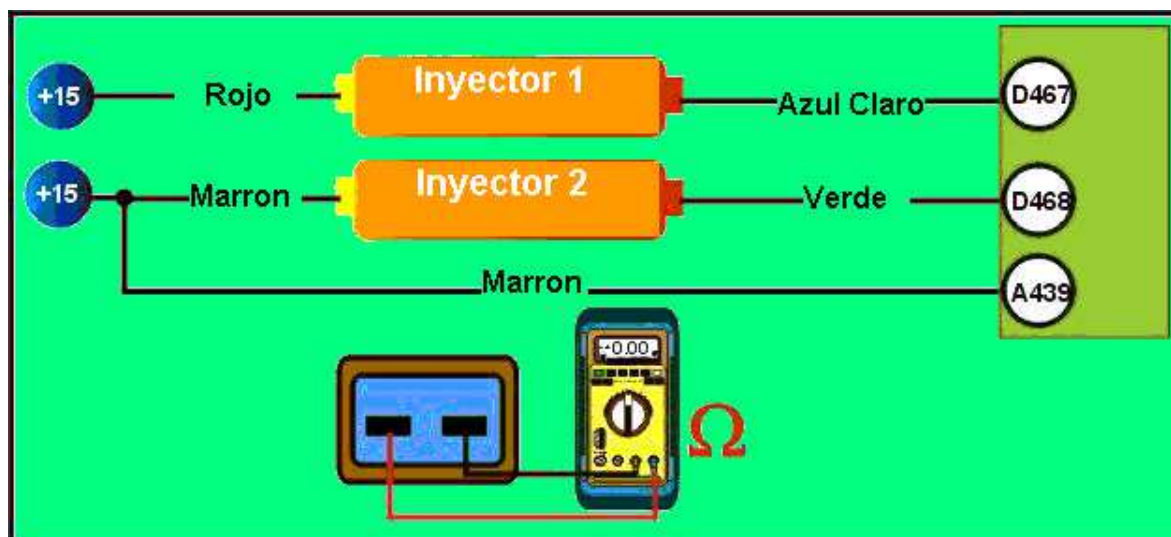 +15 Rojo Inyector 1 Azul Claro D467
+15 Marron Inyector 2 Verde D468
Marron A439
0.00
Ω